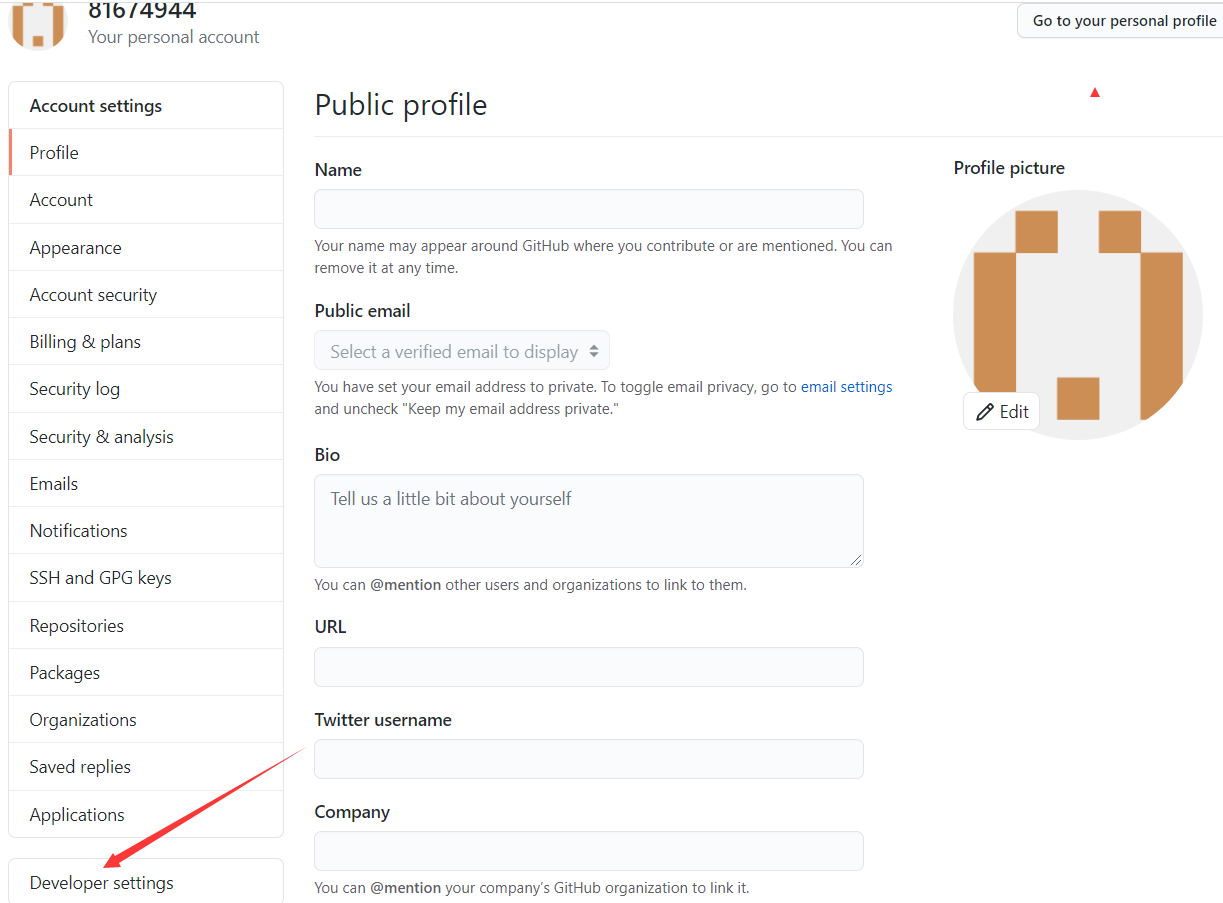 81674944
Your personal account
Go to your personal profile
Account settings
Profile
Account
Appearance
Account security
Billing & plans
Security log
Security & analysis
Emails
Notifications
SSH and GPG keys
Repositories
Packages
Organizations
Saved replies
Applications
Developer settings
Public profile
Name
Your name may appear around GitHub where you contribute or are mentioned. You can
remove it at any time.
Public email
Select a verified email to display
You have set your email address to private. To toggle email privacy, go to email settings
and uncheck "Keep my email address private."
Bio
Tell us a little bit about yourself
You can @mention other users and organizations to link to them.
URL
Twitter username
Company
You can @mention your company's GitHub organization to link it.
Profile picture
Edit